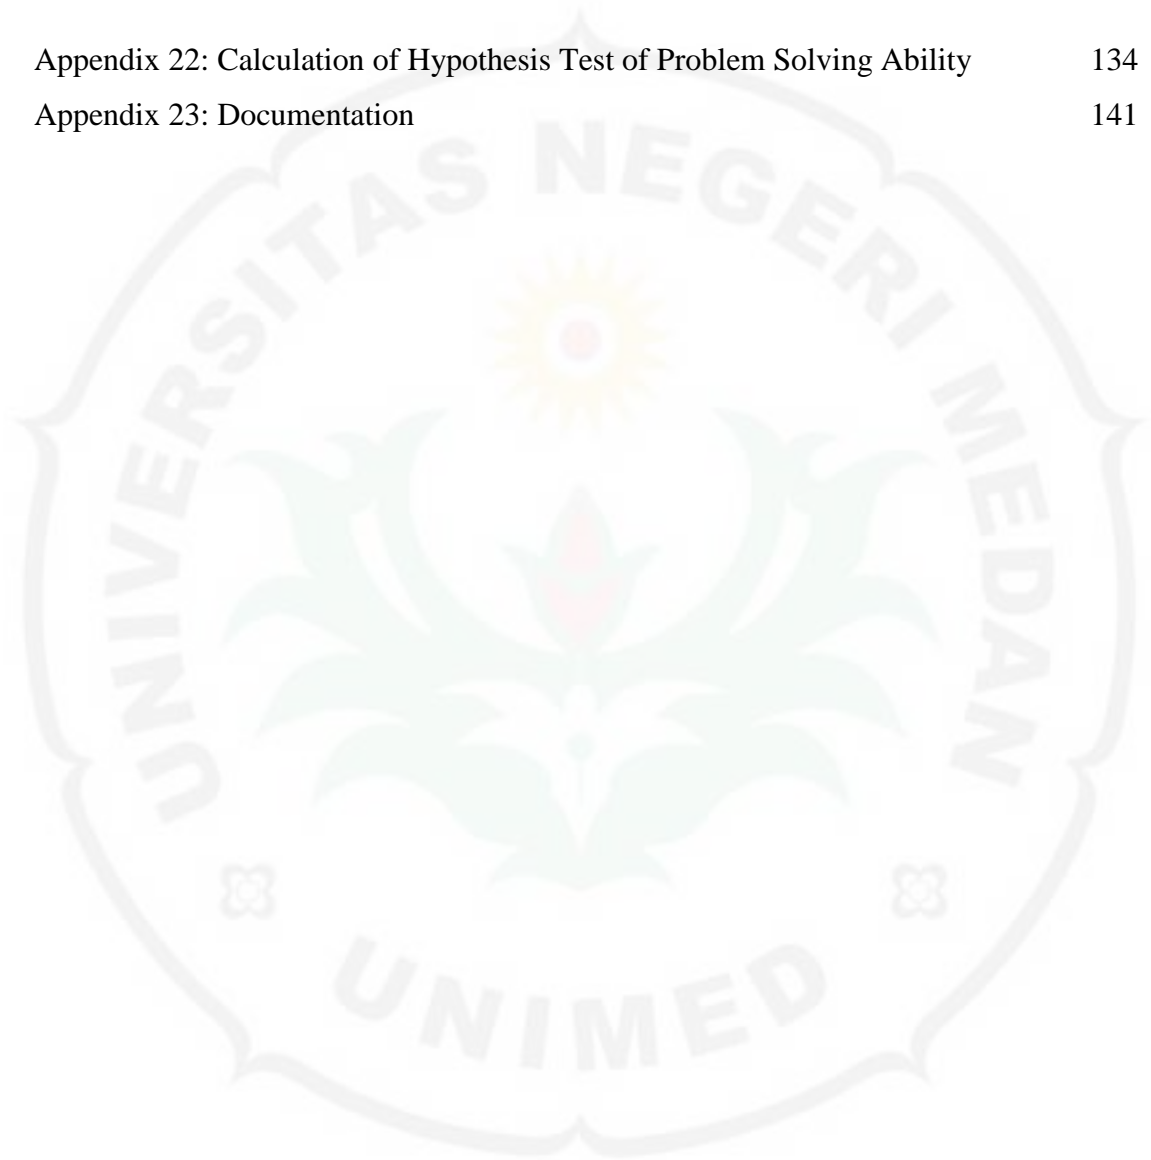 Appendix 22: Calculation of Hypothesis Test of Problem Solving Ability 134
Appendix 23: Documentation 141
UNIVERSITAS NEGERI MEDAN
UNIMED